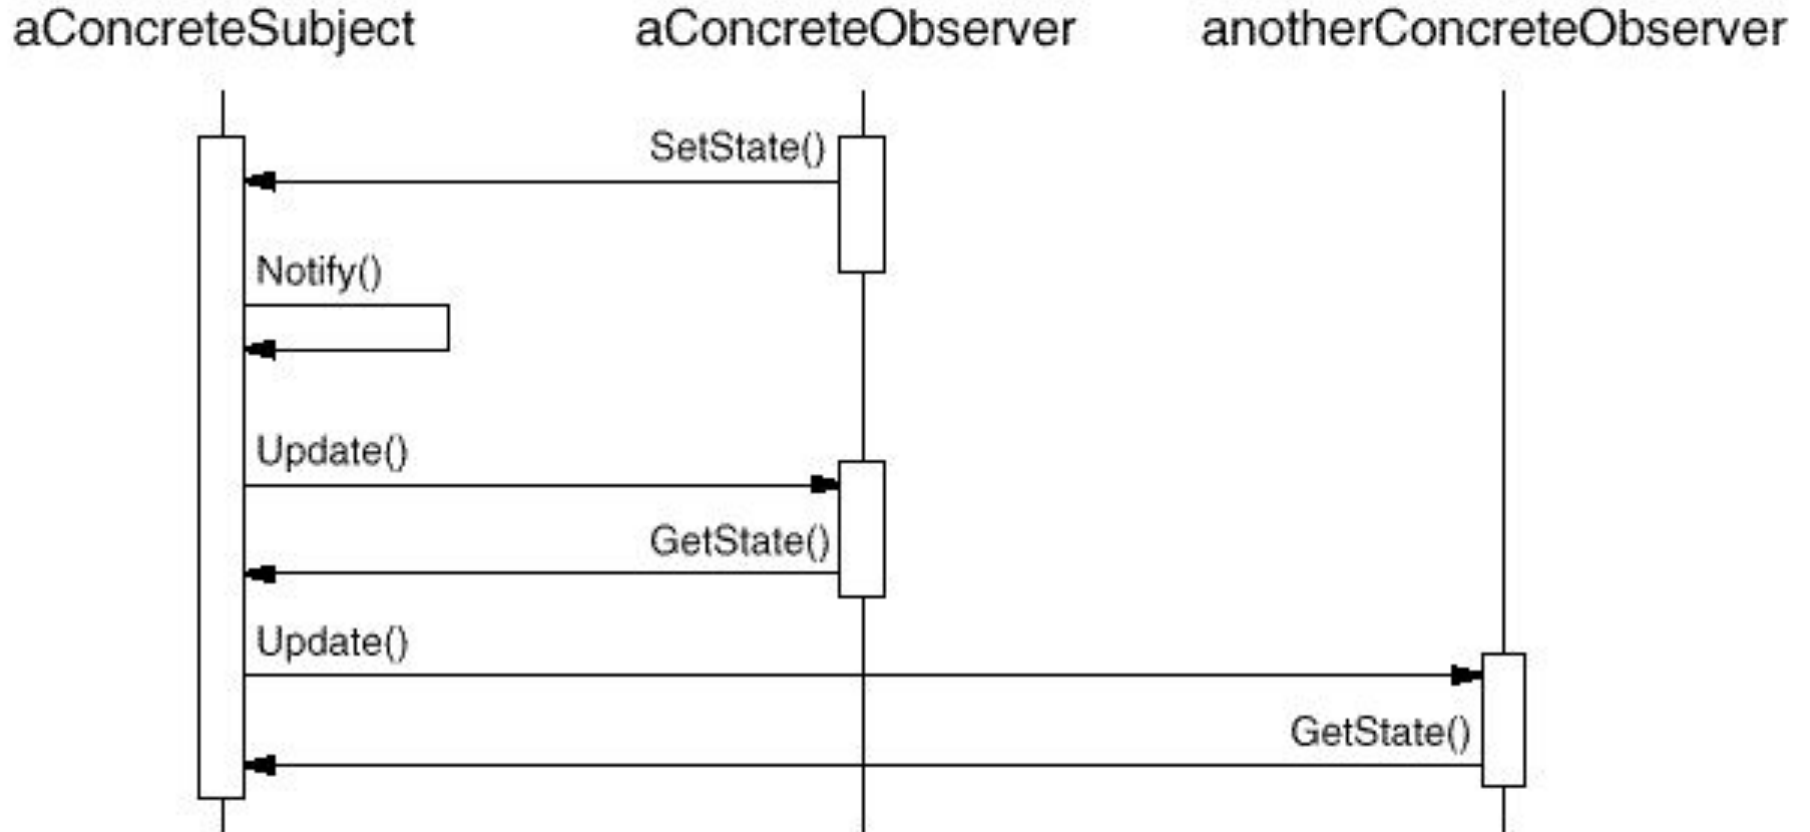 aConcreteSubject
aConcreteObserver
anotherConcreteObserver
SetState()
Notify()
Update()
GetState()
Update()
GetState()